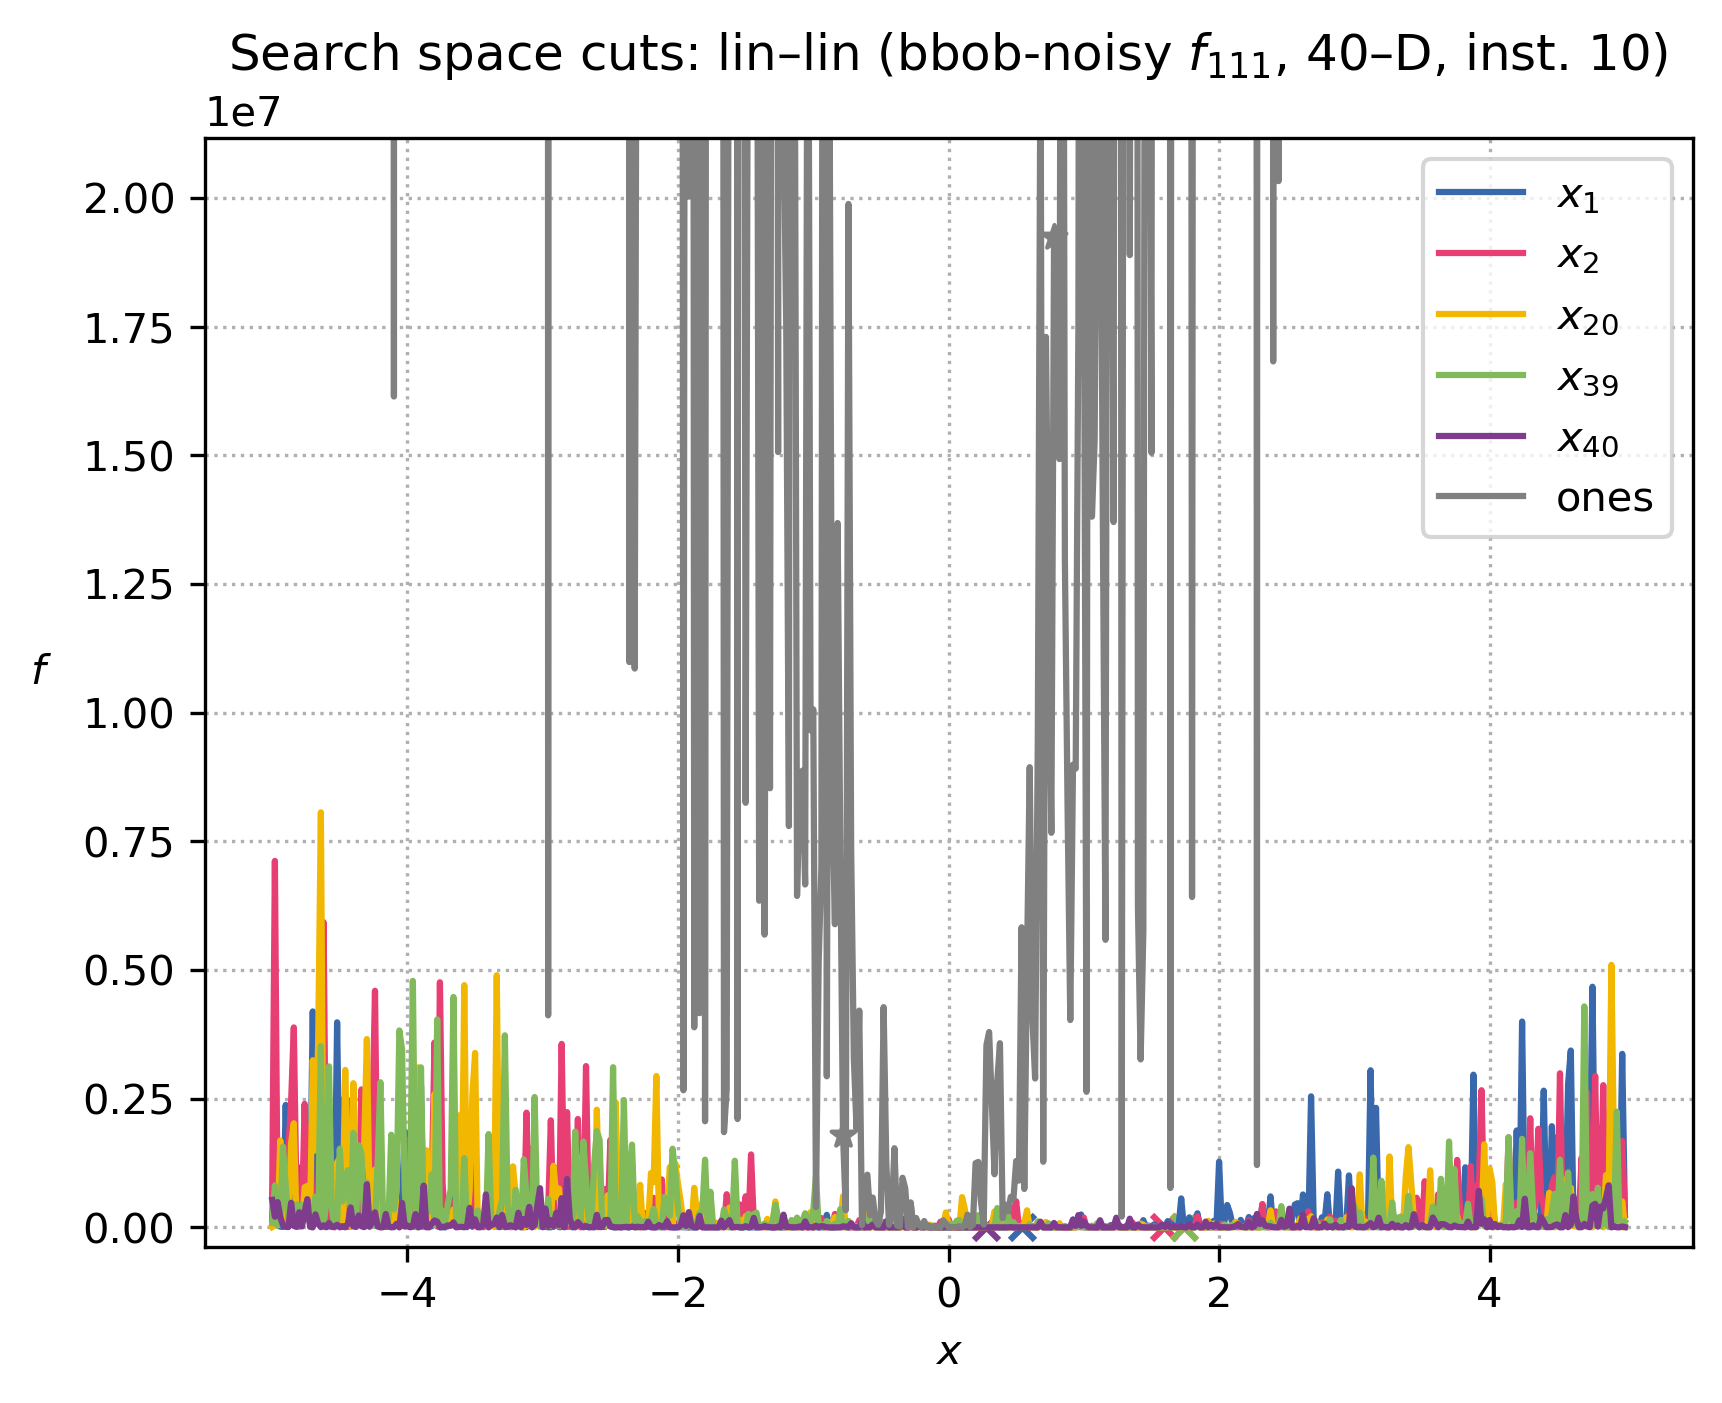 Search space cuts: lin–lin (bbob-noisy f₁₁₁, 40–D, inst. 10)
1e7
2.00
1.75
1.50
1.25
1.00
0.75
0.50
0.25
0.00
f
x₁
x₂
x₂₀
x₃₉
x₄₀
ones
−4 −2 0 2 4
x